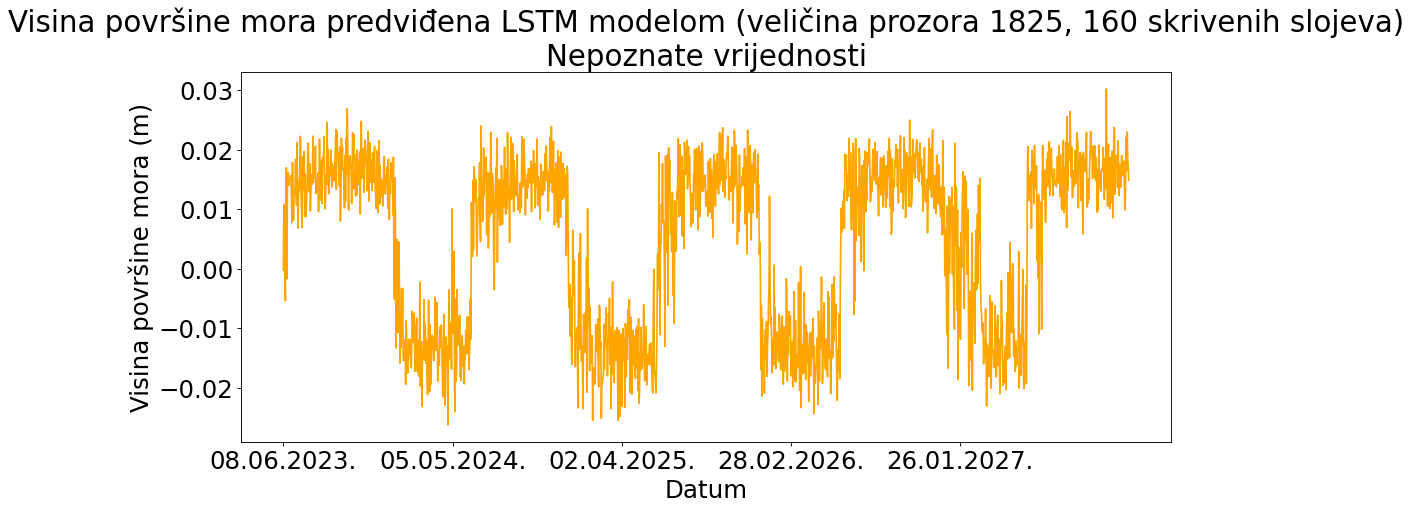 Visina površine mora predviđena LSTM modelom (veličina prozora 1825, 160 skrivenih slojeva)
Nepoznate vrijednosti
Visina površine mora (m)
0.03
0.02
0.01
0.00
−0.01
−0.02
08.06.2023. 05.05.2024. 02.04.2025. 28.02.2026. 26.01.2027.
Datum